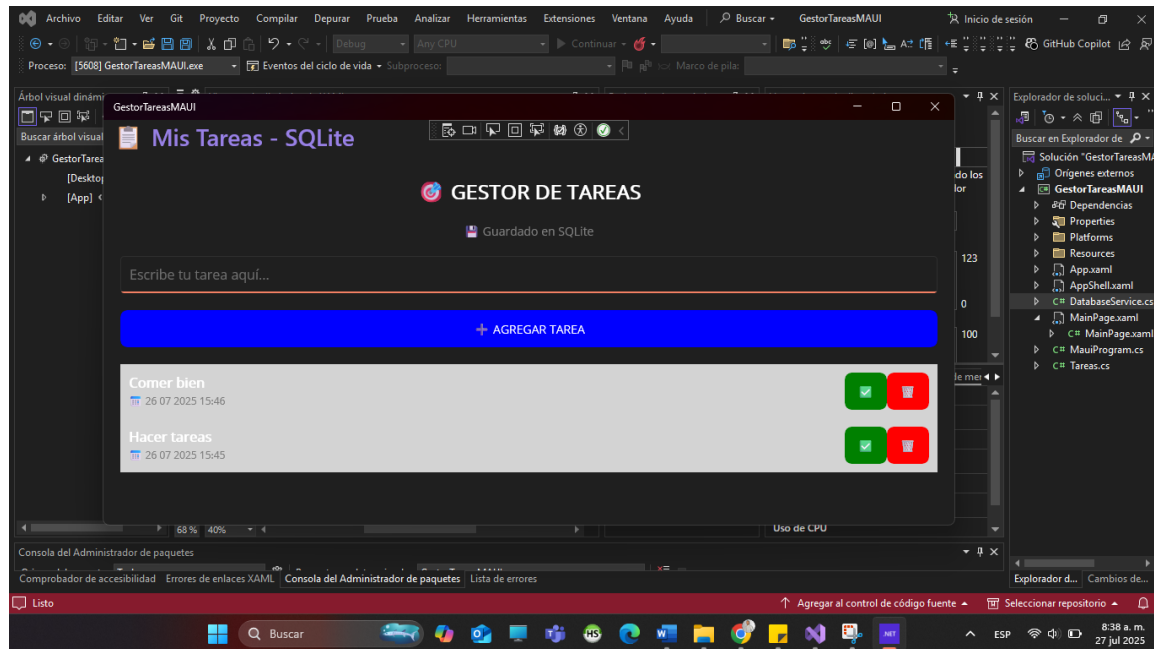 Archivo Editar Ver Git Proyecto Compilar Depurar Prueba Analizar Herramientas Extensiones Ventana Ayuda Buscar GestorTareasMAUI Inicio de sesión
Debug Any CPU Continuar GitHub Copilot
Proceso: [5608] GestorTareasMAUI.exe Eventos del ciclo de vida Subproceso: Marco de pila:
Árbol visual dinámi
Buscar árbol visual
GestorTarea
[Deskto
[App]
GestorTareasMAUI
Mis Tareas - SQLite
GESTOR DE TAREAS
Guardado en SQLite
Escribe tu tarea aquí...
AGREGAR TAREA
Comer bien
26 07 2025 15:46
Hacer tareas
26 07 2025 15:45
do los
lor
123
0
100
de me
68 % 40%
Uso de CPU
Explorador de soluci...
Buscar en Explorador de
Solución "GestorTareasMA
Orígenes externos
GestorTareasMAUI
Dependencias
Properties
Platforms
Resources
App.xaml
AppShell.xaml
C# DatabaseService.cs
MainPage.xaml
C# MainPage.xaml
C# MauiProgram.cs
C# Tareas.cs
Consola del Administrador de paquetes
Comprobador de accesibilidad Errores de enlaces XAML Consola del Administrador de paquetes Lista de errores
Explorador d... Cambios de...
Listo Agregar al control de código fuente Seleccionar repositorio
Buscar HS .NET ESP 8:38 a. m.
27 jul 2025